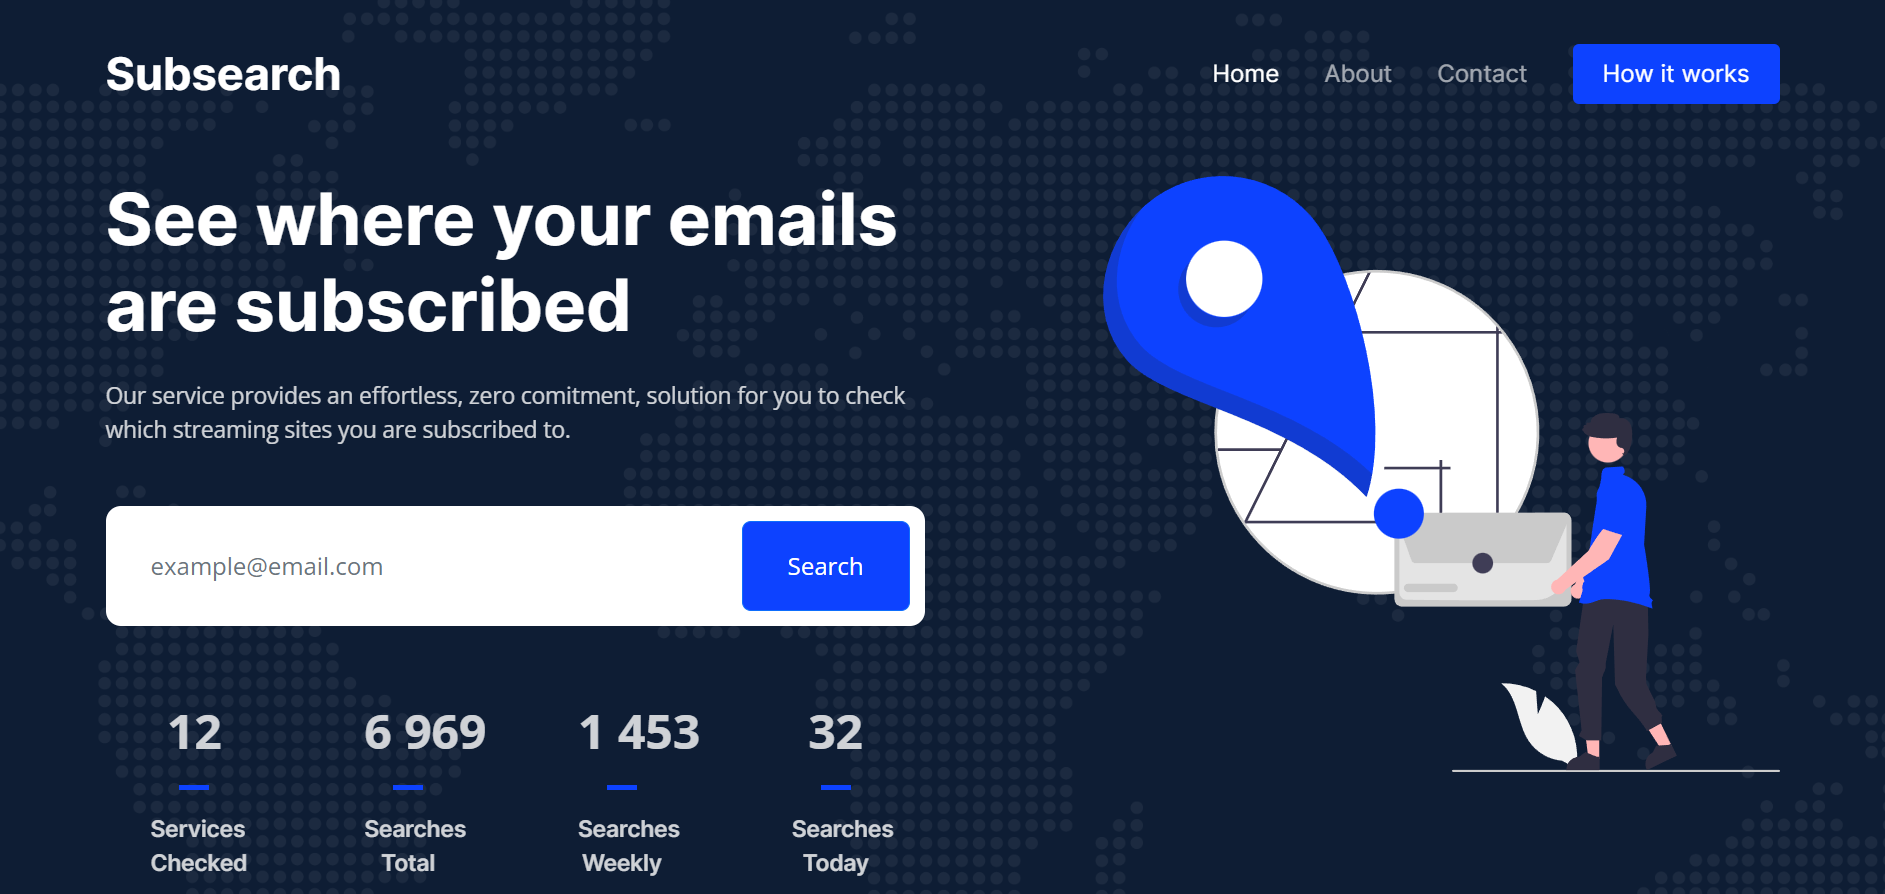 Subsearch
Home About Contact How it works
See where your emails
are subscribed
Our service provides an effortless, zero comitment, solution for you to check
which streaming sites you are subscribed to.
example@email.com Search
12 6 969 1 453 32
Services Searches Searches Searches
Checked Total Weekly Today